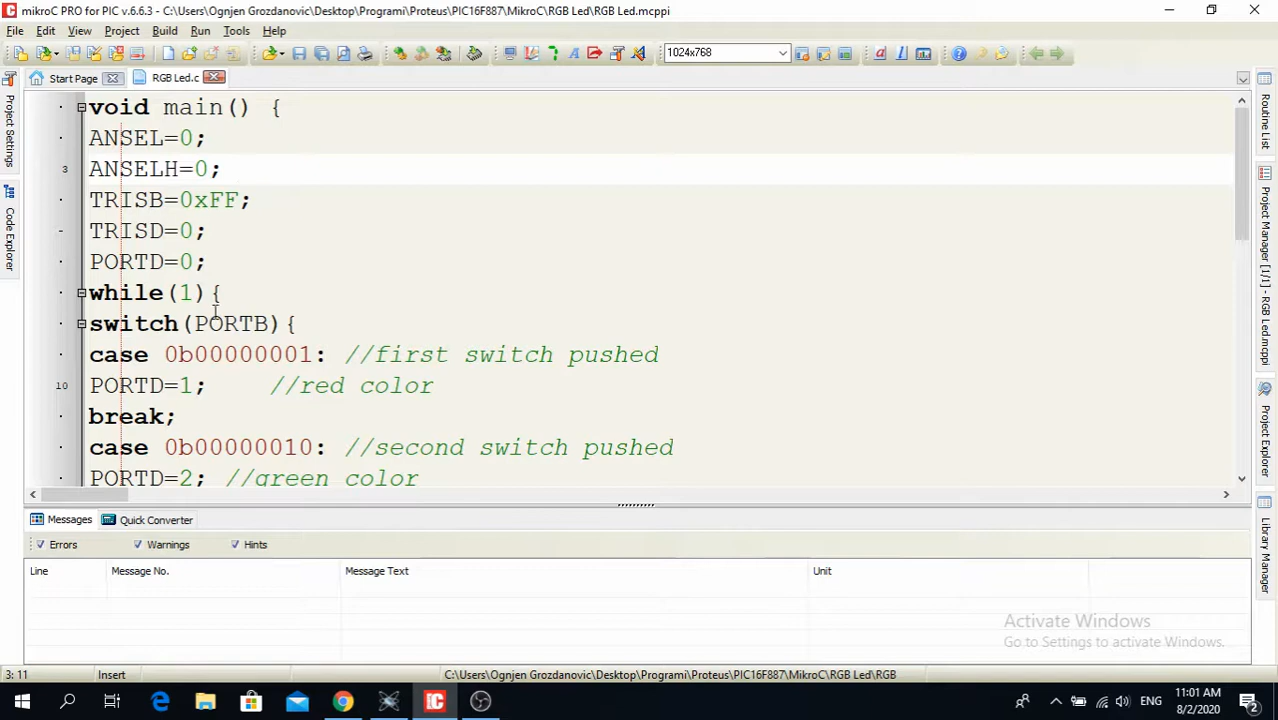 mikroC PRO for PIC v.6.6.3 - C:\Users\Ognjen Grozdanovic\Desktop\Programi\Proteus\PIC16F887\MikroC\RGB Led\RGB Led.mcppi
File Edit View Project Build Run Tools Help
1024x768
Start Page RGB Led.c
void main() {
ANSEL=0;
3 ANSELH=0;
TRISB=0xFF;
TRISD=0;
PORTD=0;
while(1){
switch(PORTB){
case 0b00000001: //first switch pushed
10 PORTD=1; //red color
break;
case 0b00000010: //second switch pushed
PORTD=2; //green color
Project Settings
Code Explorer
Routine List
Project Manager [1/1] - RGB Led.mcppi
Project Explorer
Library Manager
Messages Quick Converter
Errors Warnings Hints
Line Message No. Message Text Unit
Activate Windows
Go to Settings to activate Windows.
3: 11 Insert C:\Users\Ognjen Grozdanovic\Desktop\Programi\Proteus\PIC16F887\MikroC\RGB Led\RGB
ENG
11:01 AM
8/2/2020
2